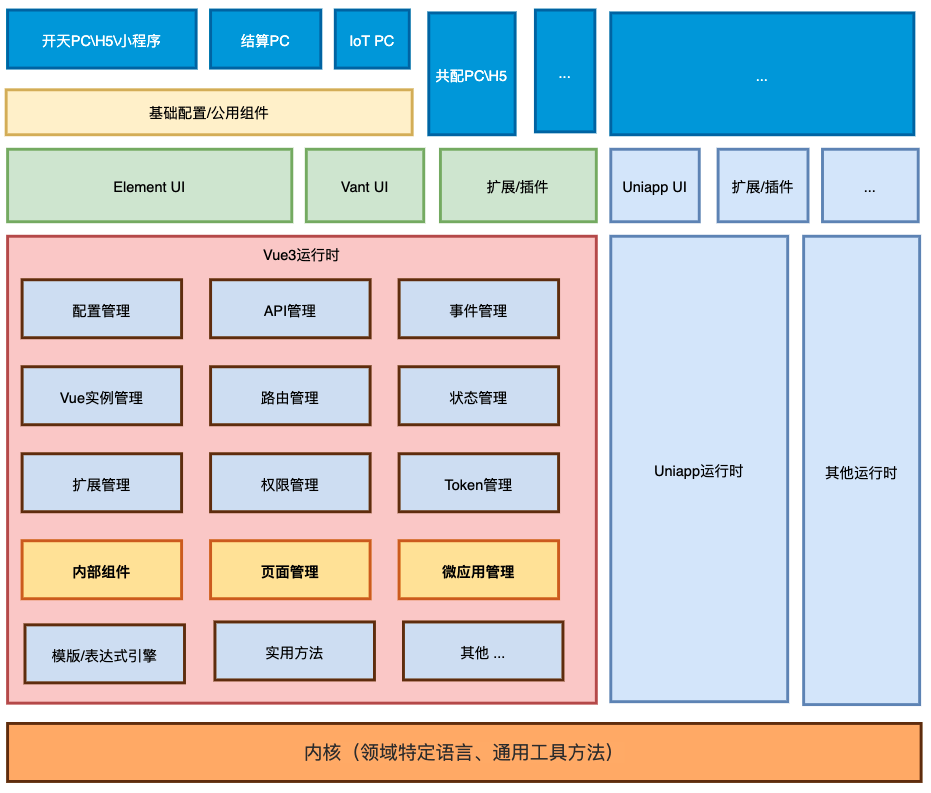 开天PC\H5\小程序
结算PC
IoT PC
共配PC\H5
...
...
基础配置/公用组件
Element UI
Vant UI
扩展/插件
Uniapp UI
扩展/插件
...
Vue3运行时
配置管理
API管理
事件管理
Vue实例管理
路由管理
状态管理
扩展管理
权限管理
Token管理
内部组件
页面管理
微应用管理
模版/表达式引擎
实用方法
其他 ...
Uniapp运行时
其他运行时
内核（领域特定语言、通用工具方法）